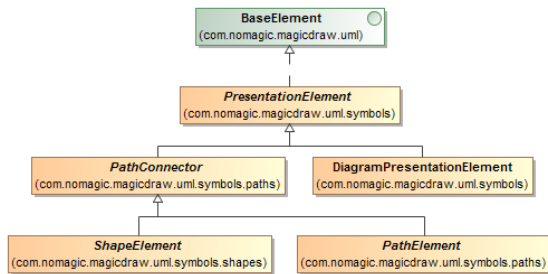 BaseElement
(com.nomagic.magicdraw.uml)
PresentationElement
(com.nomagic.magicdraw.uml.symbols)
PathConnector
(com.nomagic.magicdraw.uml.symbols.paths)
DiagramPresentationElement
(com.nomagic.magicdraw.uml.symbols)
ShapeElement
(com.nomagic.magicdraw.uml.symbols.shapes)
PathElement
(com.nomagic.magicdraw.uml.symbols.paths)